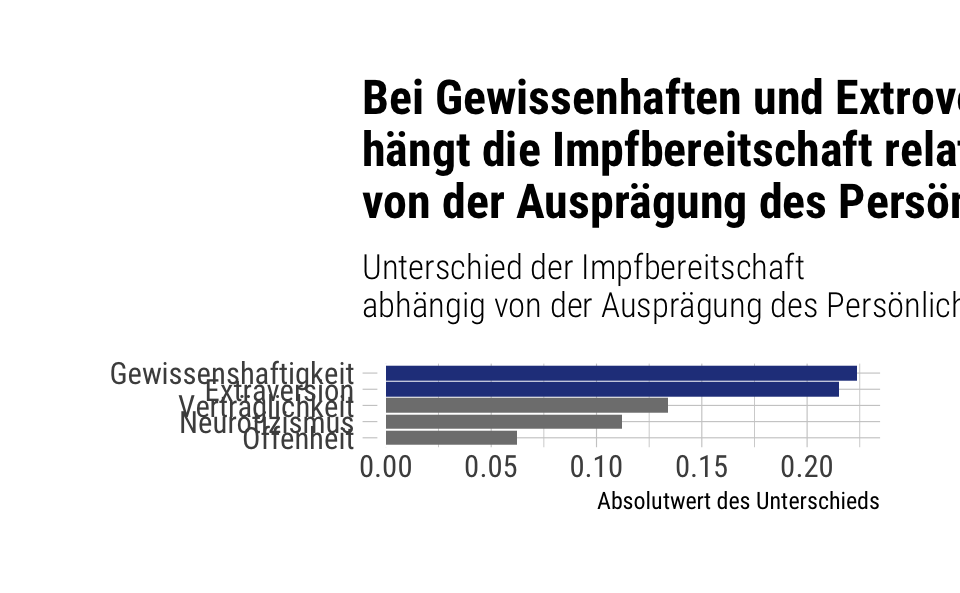 Bei Gewissenhaften und Extrove
hängt die Impfbereitschaft relat
von der Ausprägung des Persön
Unterschied der Impfbereitschaft
abhängig von der Ausprägung des Persönlich
Gewissenshaftigkeit
Extraversion
Verträglichkeit
Neurotizismus
Offenheit
0.00 0.05 0.10 0.15 0.20
Absolutwert des Unterschieds